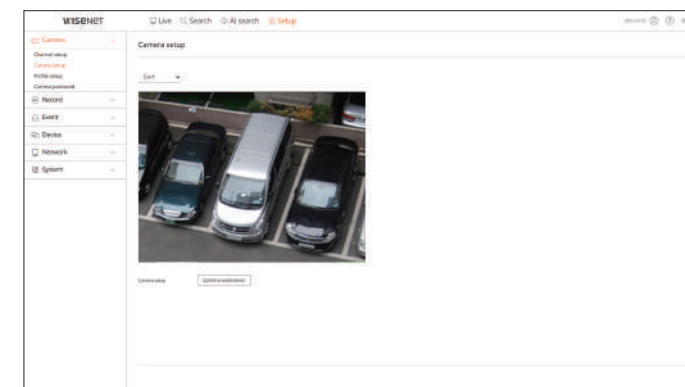 WISENET
Live Search AI search Setup
Camera
Channel setup
Camera setup
Profile setup
Camera password
Record
Event
Device
Network
System
Camera setup
Camera setup